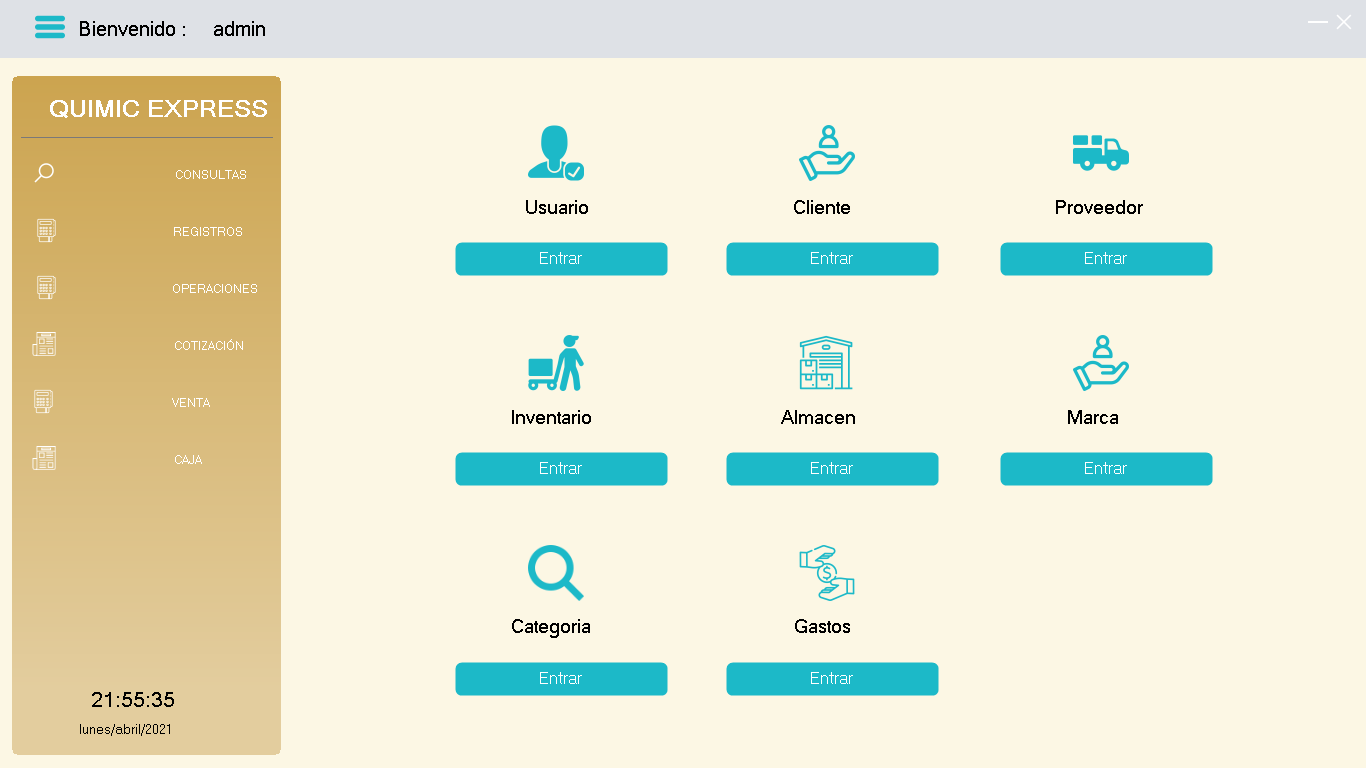 Bienvenido : admin
QUIMIC EXPRESS
CONSULTAS
REGISTROS
OPERACIONES
COTIZACIÓN
VENTA
CAJA
21:55:35
lunes/abril/2021
Usuario Cliente Proveedor
Entrar Entrar Entrar
Inventario Almacen Marca
Entrar Entrar Entrar
Categoria Gastos
Entrar Entrar